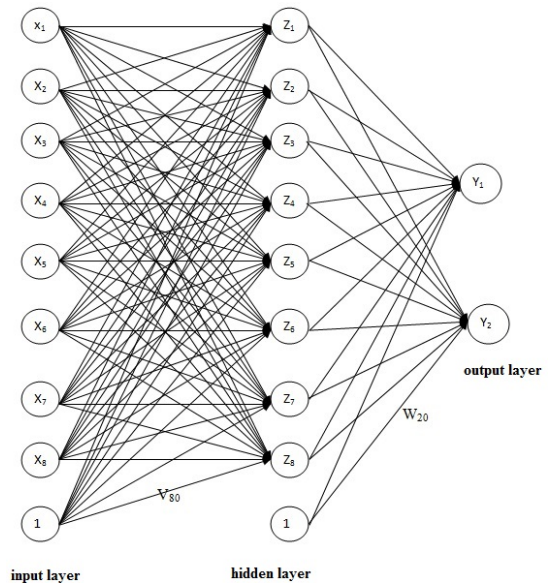 x₁
X₂
X₃
X₄
X₅
X₆
X₇
X₈
1
Z₁
Z₂
Z₃
Z₄
Z₅
Z₆
Z₇
Z₈
1
Y₁
Y₂
V₈₀
W₂₀
input layer
hidden layer
output layer